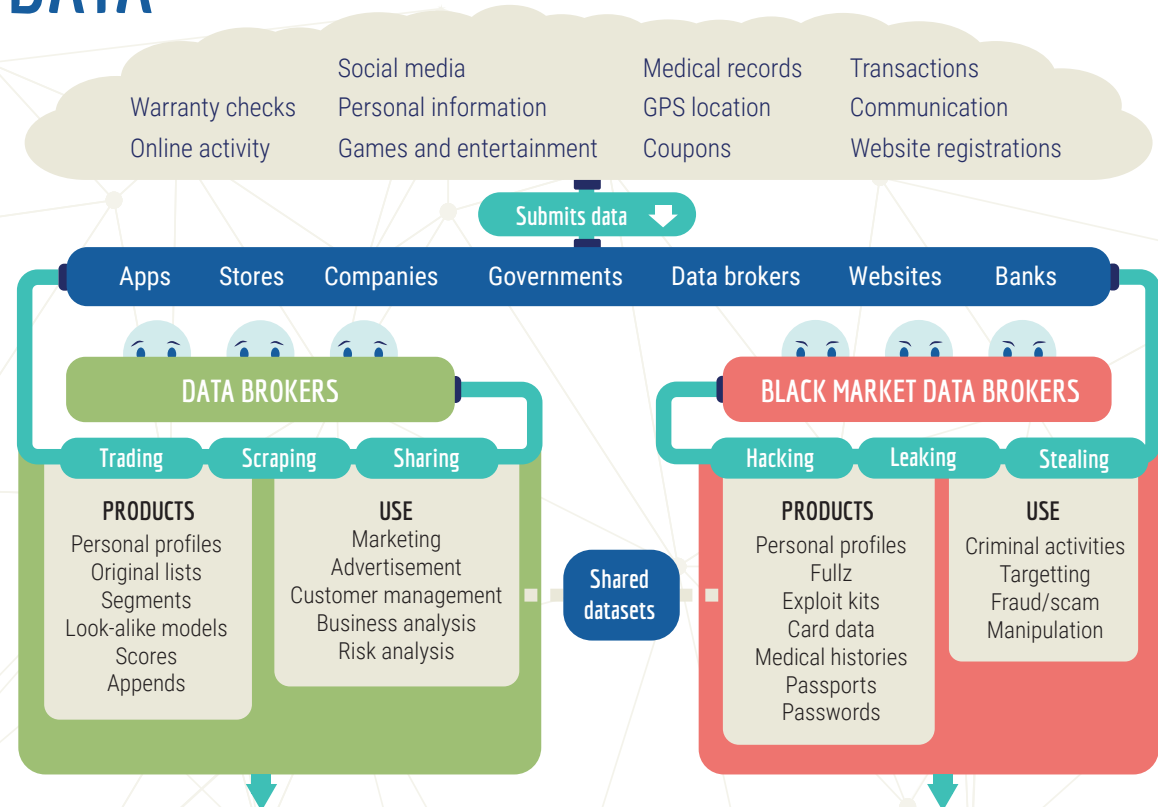 DATA
Social media Medical records Transactions
Warranty checks Personal information GPS location Communication
Online activity Games and entertainment Coupons Website registrations
Submits data
Apps Stores Companies Governments Data brokers Websites Banks
DATA BROKERS
Trading Scraping Sharing
PRODUCTS
Personal profiles
Original lists
Segments
Look-alike models
Scores
Appends
USE
Marketing
Advertisement
Customer management
Business analysis
Risk analysis
Shared
datasets
BLACK MARKET DATA BROKERS
Hacking Leaking Stealing
PRODUCTS
Personal profiles
Fullz
Exploit kits
Card data
Medical histories
Passports
Passwords
USE
Criminal activities
Targetting
Fraud/scam
Manipulation